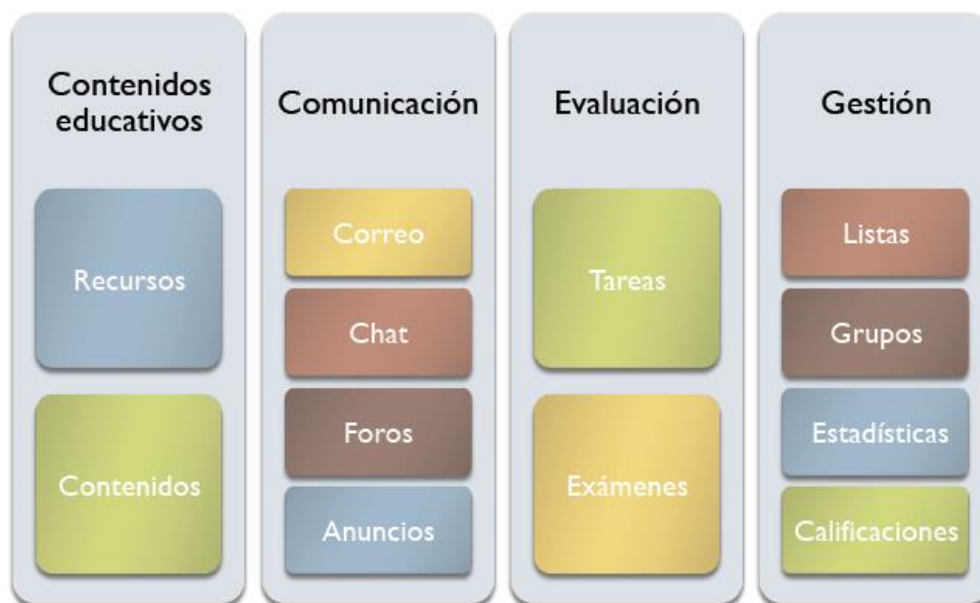 Contenidos
educativos
Recursos
Contenidos
Comunicación
Correo
Chat
Foros
Anuncios
Evaluación
Tareas
Exámenes
Gestión
Listas
Grupos
Estadísticas
Calificaciones